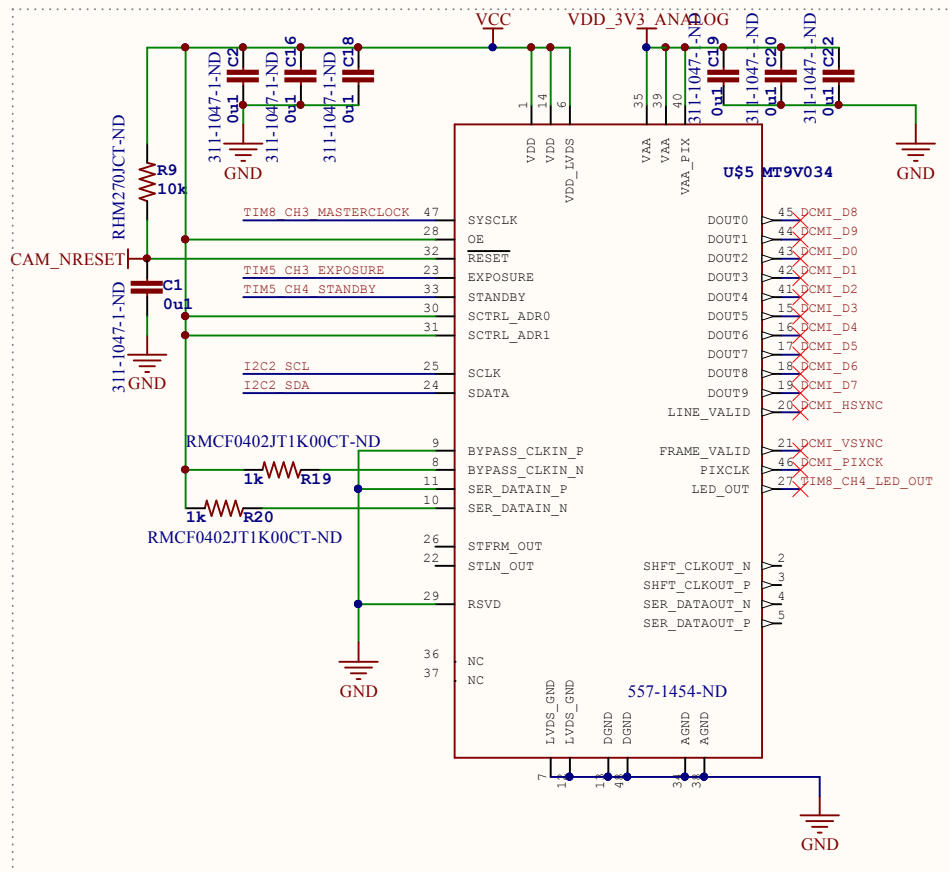 VCC
VDD_3V3_ANALOG
311-1047-1-ND
C2
0u1
311-1047-1-ND
C16
0u1
311-1047-1-ND
C18
0u1
GND
311-1047-1-ND
C19
0u1
311-1047-1-ND
C20
0u1
311-1047-1-ND
C22
0u1
GND
1
14
6
35
39
40
VDD
VDD
VDD_LVDS
VAA
VAA
VAA_PIX
U$5 MT9V034
RHM270JCT-ND
R9
10k
CAM_NRESET
C1
0u1
311-1047-1-ND
GND
TIM8_CH3_MASTERCLOCK 47 SYSCLK
28 OE
32 RESET
TIM5_CH3_EXPOSURE 23 EXPOSURE
TIM5_CH4_STANDBY 33 STANDBY
30 SCTRL_ADR0
31 SCTRL_ADR1
I2C2_SCL 25 SCLK
I2C2_SDA 24 SDATA
RMCF0402JT1K00CT-ND
9 BYPASS_CLKIN_P
1k R19 8 BYPASS_CLKIN_N
11 SER_DATAIN_P
1k R20 10 SER_DATAIN_N
RMCF0402JT1K00CT-ND
26 STFRM_OUT
22 STLN_OUT
29 RSVD
GND
36 NC
37 NC
DOUT0 45 DCMI_D8
DOUT1 44 DCMI_D9
DOUT2 43 DCMI_D0
DOUT3 42 DCMI_D1
DOUT4 41 DCMI_D2
DOUT5 15 DCMI_D3
DOUT6 16 DCMI_D4
DOUT7 17 DCMI_D5
DOUT8 18 DCMI_D6
DOUT9 19 DCMI_D7
LINE_VALID 20 DCMI_HSYNC
FRAME_VALID 21 DCMI_VSYNC
PIXCLK 46 DCMI_PIXCK
LED_OUT 27 TIM8_CH4_LED_OUT
SHFT_CLKOUT_N 2
SHFT_CLKOUT_P 3
SER_DATAOUT_N 4
SER_DATAOUT_P 5
557-1454-ND
LVDS_GND
LVDS_GND
DGND
DGND
AGND
AGND
7
GND